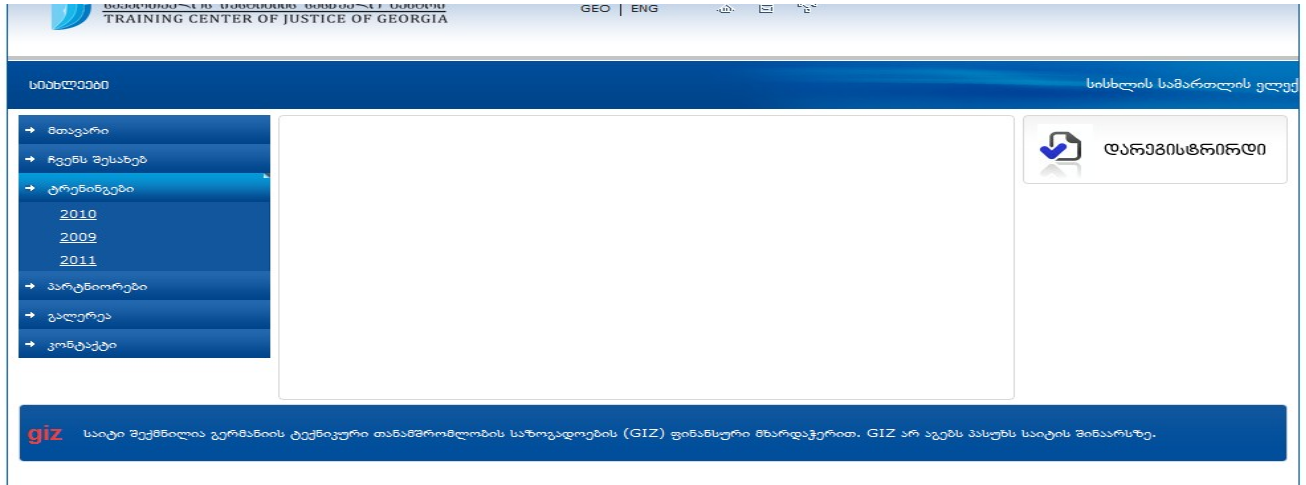 TRAINING CENTER OF JUSTICE OF GEORGIA
GEO | ENG
სიახლეები
სისხლის სამართლის ელექ
მთავარი
ჩვენს შესახებ
ტრენინგები
2010
2009
2011
პარტნიორები
გალერეა
კონტაქტი
დარეგისტრირდი
giz საიტი შექმნილია გერმანიის ტექნიკური თანამშრომლობის საზოგადოების (GIZ) ფინანსური მხარდაჭერით. GIZ არ აგებს პასუხს საიტის შინაარსზე.